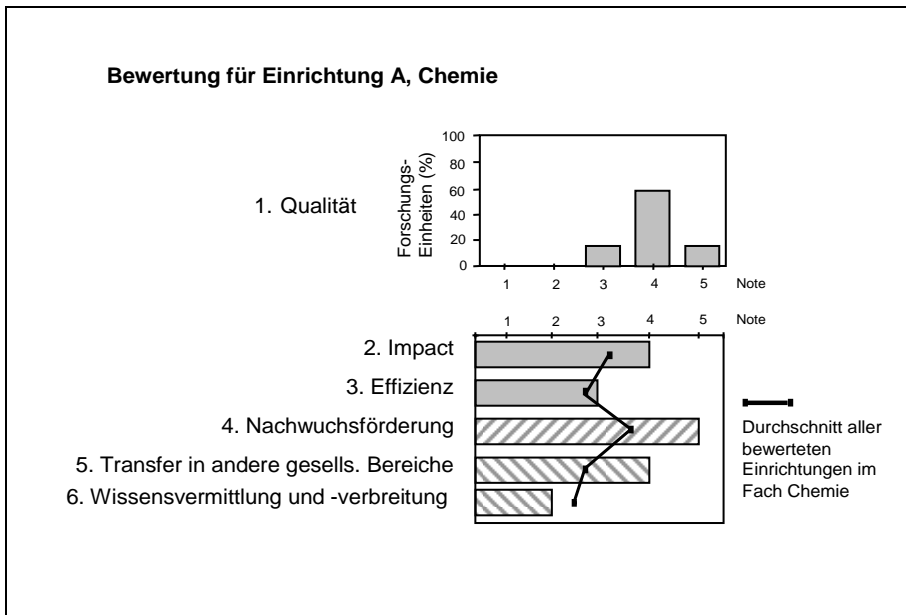 Bewertung für Einrichtung A, Chemie
1. Qualität
Forschungs-
Einheiten (%)
100
80
60
40
20
0
1 2 3 4 5 Note
1 2 3 4 5 Note
2. Impact
3. Effizienz
4. Nachwuchsförderung
5. Transfer in andere gesells. Bereiche
6. Wissensvermittlung und -verbreitung
Durchschnitt aller
bewerteten
Einrichtungen im
Fach Chemie